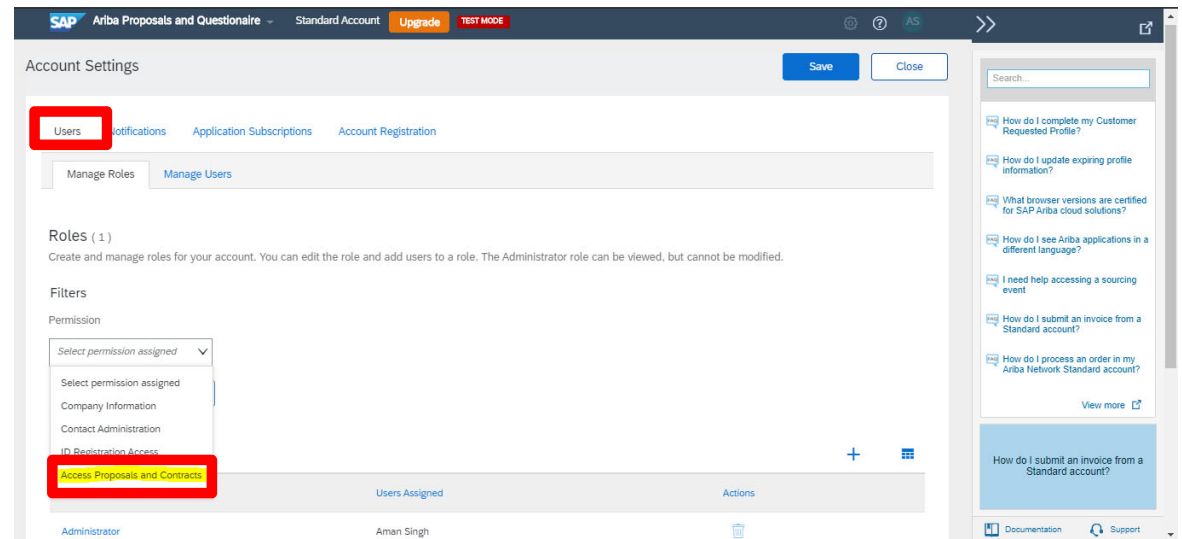 SAP Ariba Proposals and Questionaire Standard Account Upgrade TEST MODE AS
Account Settings Save Close
Users Notifications Application Subscriptions Account Registration
Manage Roles Manage Users
Roles (1)
Create and manage roles for your account. You can edit the role and add users to a role. The Administrator role can be viewed, but cannot be modified.
Filters
Permission
Select permission assigned
Select permission assigned
Company Information
Contact Administration
ID Registration Access
Access Proposals and Contracts
Users Assigned Actions
Administrator Aman Singh
Search...
FAQ How do I complete my Customer
Requested Profile?
FAQ How do I update expiring profile
information?
FAQ What browser versions are certified
for SAP Ariba cloud solutions?
FAQ How do I see Ariba applications in a
different language?
FAQ I need help accessing a sourcing
event
FAQ How do I submit an invoice from a
Standard account?
FAQ How do I process an order in my
Ariba Network Standard account?
View more
How do I submit an invoice from a
Standard account?
Documentation Support